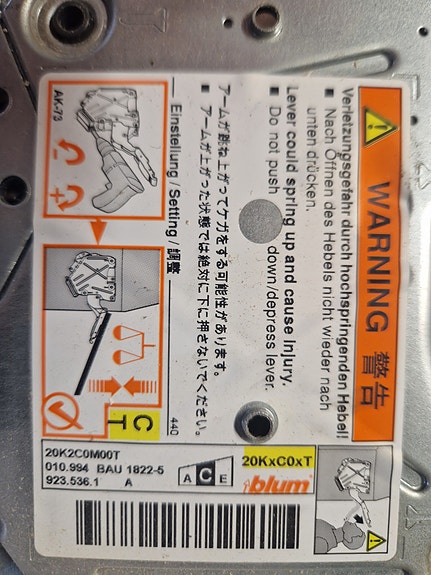 WARNING 警告
Verletzungsgefahr durch hochspringenden Hebel!
■ Nach Öffnen des Hebels nicht wieder nach
unten drücken.
Lever could spring up and cause injury.
■ Do not push down/depress lever.
アームが跳ね上がってケガをする可能性があります。
■ アームが上がった状態では絶対に下に押さないでください。
Einstellung / Setting / 調整
440
AK-73
C
T
20K2C0M00T
010.994 BAU 1822-5
923.536.1 A
A C E
20KxC0xT
blum